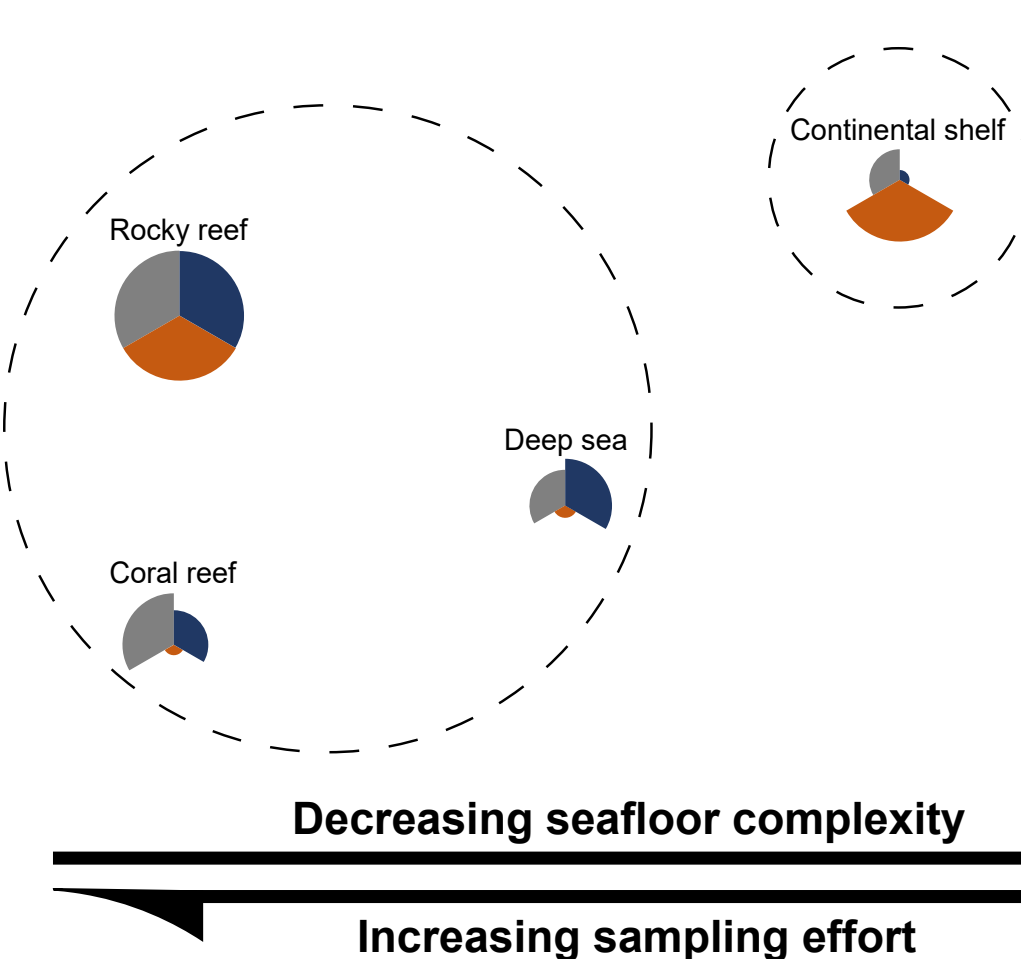 Continental shelf
Rocky reef
Deep sea
Coral reef
Decreasing seafloor complexity
Increasing sampling effort